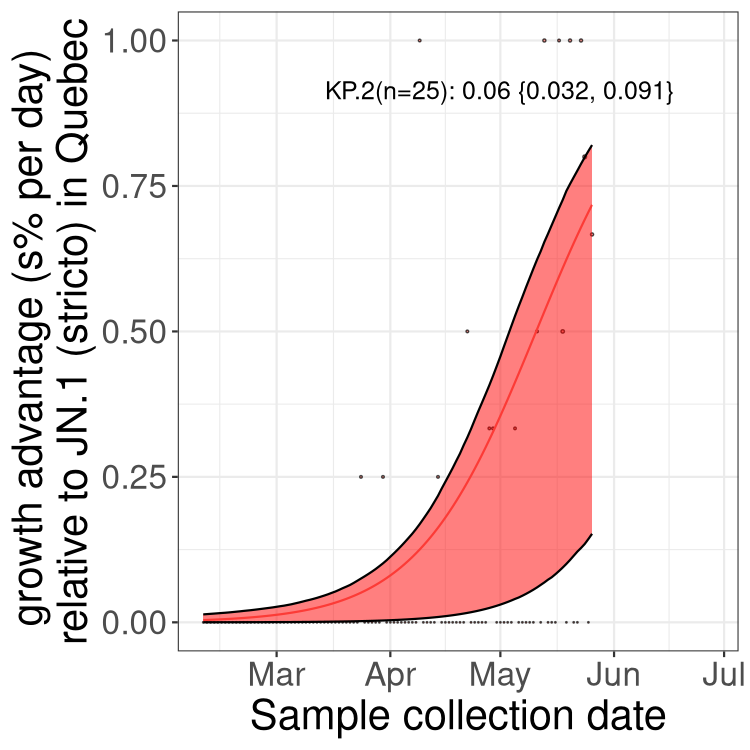 growth advantage (s% per day)
relative to JN.1 (stricto) in Quebec
1.00
0.75
0.50
0.25
0.00
KP.2(n=25): 0.06 {0.032, 0.091}
Mar Apr May Jun Jul
Sample collection date